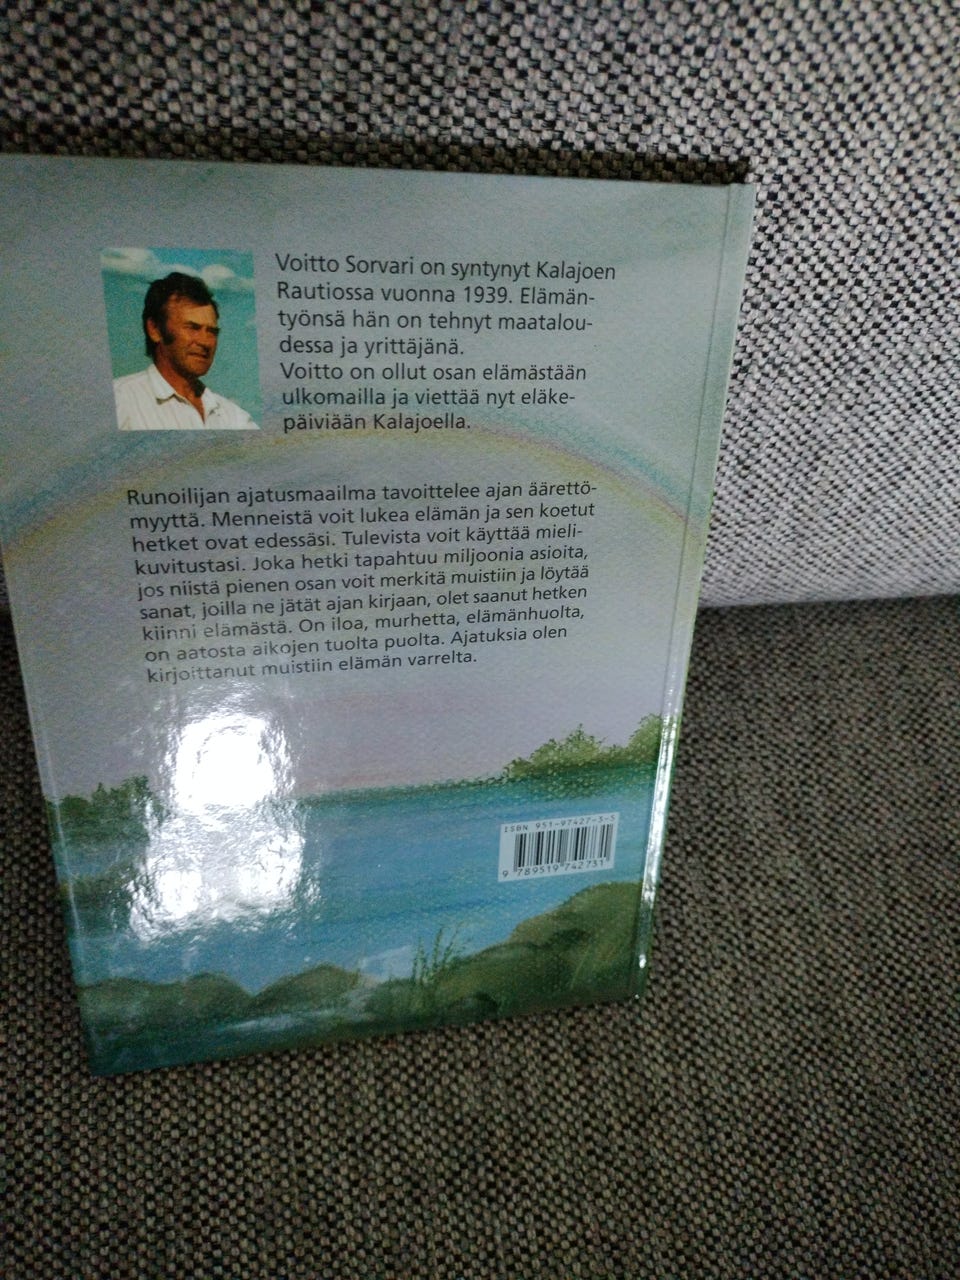 Voitto Sorvari on syntynyt Kalajoen
Rautiossa vuonna 1939. Elämän-
työnsä hän on tehnyt maatalou-
dessa ja yrittäjänä.
Voitto on ollut osan elämästään
ulkomailla ja viettää nyt eläke-
päiviään Kalajoella.
Runoilijan ajatusmaailma tavoittelee ajan äärettö-
myyttä. Menneistä voit lukea elämän ja sen koetut
hetket ovat edessäsi. Tulevista voit käyttää mieli-
kuvitustasi. Joka hetki tapahtuu miljoonia asioita,
jos niistä pienen osan voit merkitä muistiin ja löytää
sanat, joilla ne jätät ajan kirjaan, olet saanut hetken
kiinni elämästä. On iloa, murhetta, elämänhuolta,
on aatosta aikojen tuolta puolta. Ajatuksia olen
kirjoittanut muistiin elämän varrelta.
ISBN 951-97427-3-5
9 789519 742731